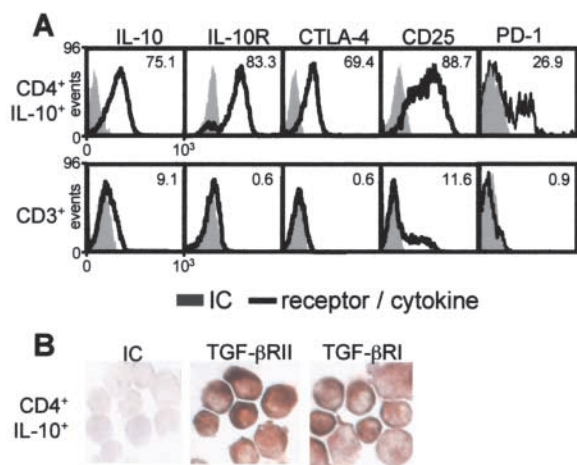 A
IL-10 IL-10R CTLA-4 CD25 PD-1
96 75.1 83.3 69.4 88.7 26.9
CD4+
IL-10+
events
0
0 10³
96 9.1 0.6 0.6 11.6 0.9
CD3+
events
0
0 10³
IC receptor / cytokine
B
IC TGF-βRII TGF-βRI
CD4+
IL-10+